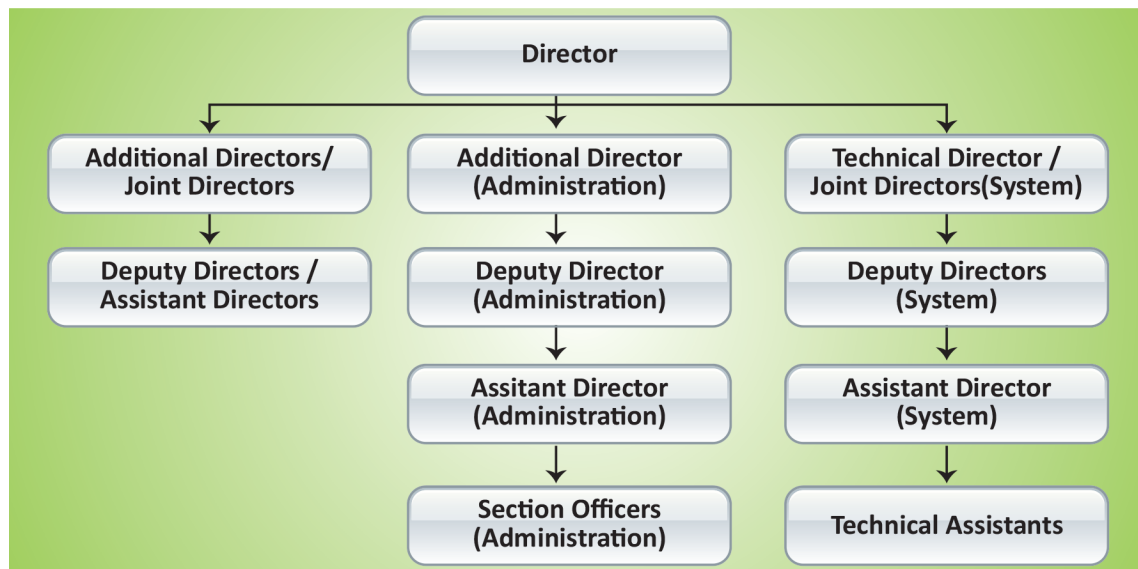 Director
Additional Directors/
Joint Directors
Additional Director
(Administration)
Technical Director /
Joint Directors(System)
Deputy Directors /
Assistant Directors
Deputy Director
(Administration)
Deputy Directors
(System)
Assitant Director
(Administration)
Assistant Director
(System)
Section Officers
(Administration)
Technical Assistants